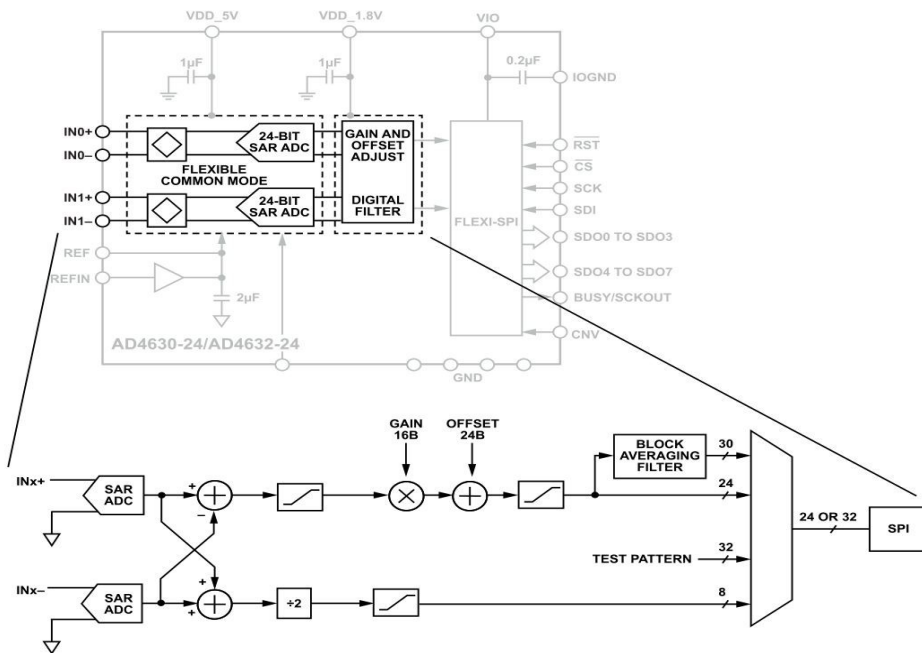 VDD_5V
VDD_1.8V
VIO
1µF
1µF
0.2µF
IOGND
IN0+
IN0–
24-BIT
SAR ADC
GAIN AND
OFFSET
ADJUST
FLEXIBLE
COMMON MODE
IN1+
IN1–
24-BIT
SAR ADC
DIGITAL
FILTER
FLEXI-SPI
RST
CS
SCK
SDI
SDO0 TO SDO3
SDO4 TO SDO7
BUSY/SCKOUT
CNV
REF
REFIN
2µF
AD4630-24/AD4632-24
GND
GAIN
16B
OFFSET
24B
BLOCK
AVERAGING
FILTER
30
INx+
SAR
ADC
+
+
–
×
+
24
24 OR 32
SPI
TEST PATTERN
32
INx–
SAR
ADC
+
+
+
÷2
8